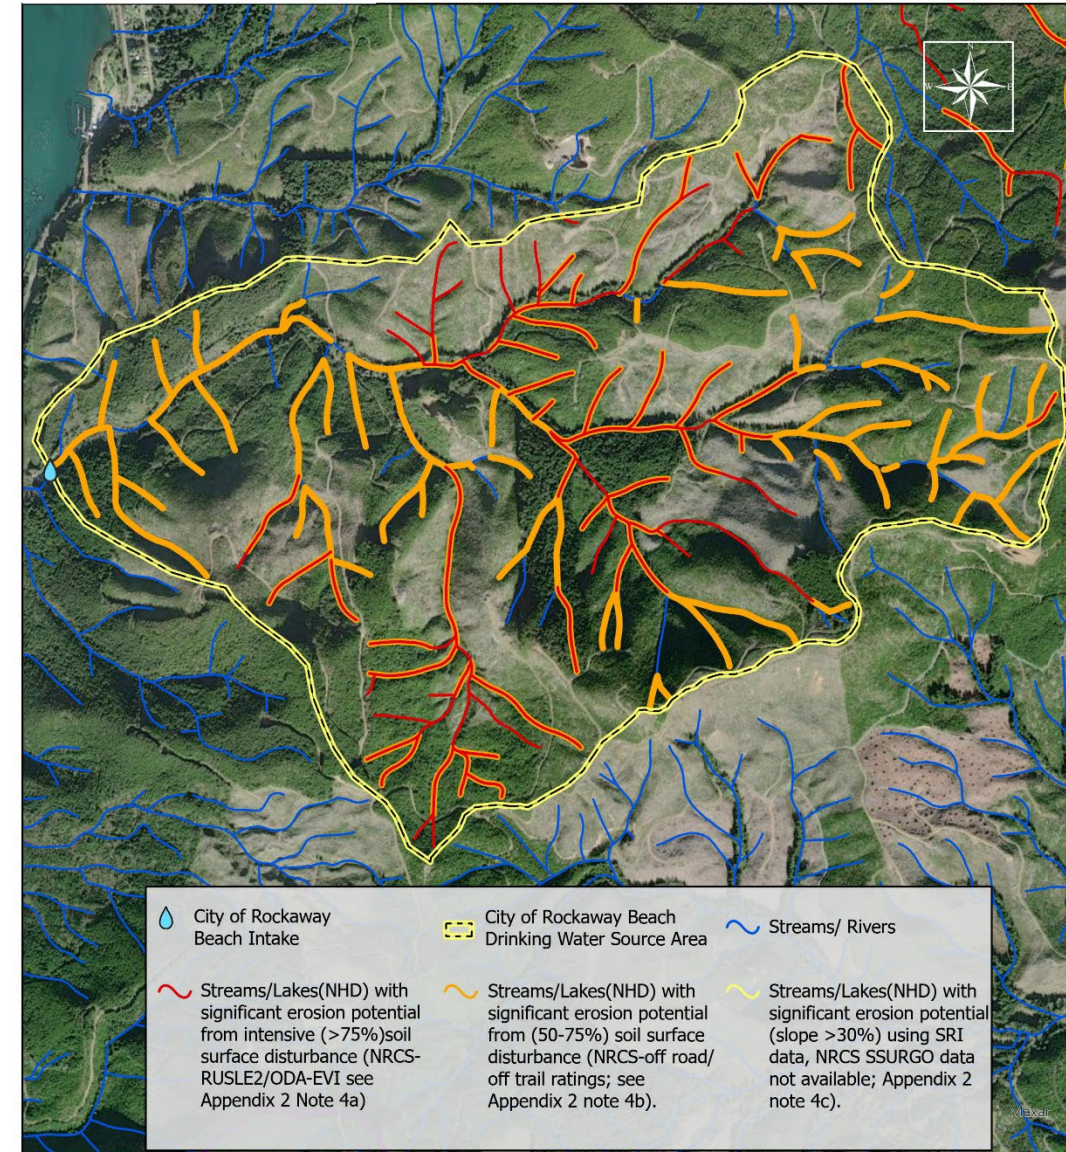 N
W E
S
City of Rockaway
Beach Intake
City of Rockaway Beach
Drinking Water Source Area
Streams/ Rivers
Streams/Lakes(NHD) with
significant erosion potential
from intensive (>75%)soil
surface disturbance (NRCS-
RUSLE2/ODA-EVI see
Appendix 2 Note 4a)
Streams/Lakes(NHD) with
significant erosion potential
from (50-75%) soil surface
disturbance (NRCS-off road/
off trail ratings; see
Appendix 2 note 4b).
Streams/Lakes(NHD) with
significant erosion potential
(slope >30%) using SRI
data, NRCS SSURGO data
not available; Appendix 2
note 4c).
Maxar